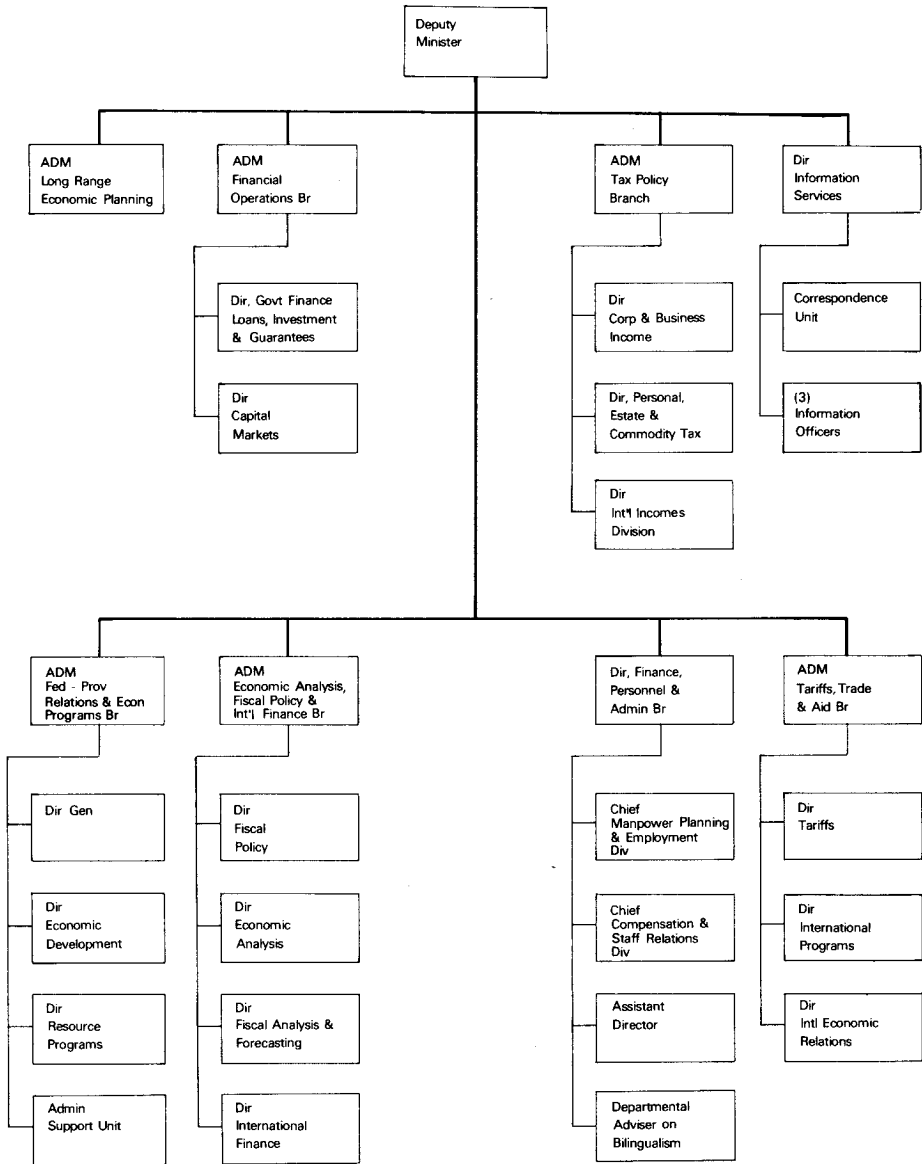 Deputy
Minister
ADM
Long Range
Economic Planning
ADM
Financial
Operations Br
ADM
Tax Policy
Branch
Dir
Information
Services
Dir, Govt Finance
Loans, Investment
& Guarantees
Dir
Capital
Markets
Dir
Corp & Business
Income
Dir, Personal,
Estate &
Commodity Tax
Dir
Int'l Incomes
Division
Correspondence
Unit
(3)
Information
Officers
ADM
Fed - Prov
Relations & Econ
Programs Br
ADM
Economic Analysis,
Fiscal Policy &
Int'l Finance Br
Dir, Finance,
Personnel &
Admin Br
ADM
Tariffs, Trade
& Aid Br
Dir Gen
Dir
Economic
Development
Dir
Resource
Programs
Admin
Support Unit
Dir
Fiscal
Policy
Dir
Economic
Analysis
Dir
Fiscal Analysis &
Forecasting
Dir
International
Finance
Chief
Manpower Planning
& Employment
Div
Chief
Compensation &
Staff Relations
Div
Assistant
Director
Departmental
Adviser on
Bilingualism
Dir
Tariffs
Dir
International
Programs
Dir
Intl Economic
Relations